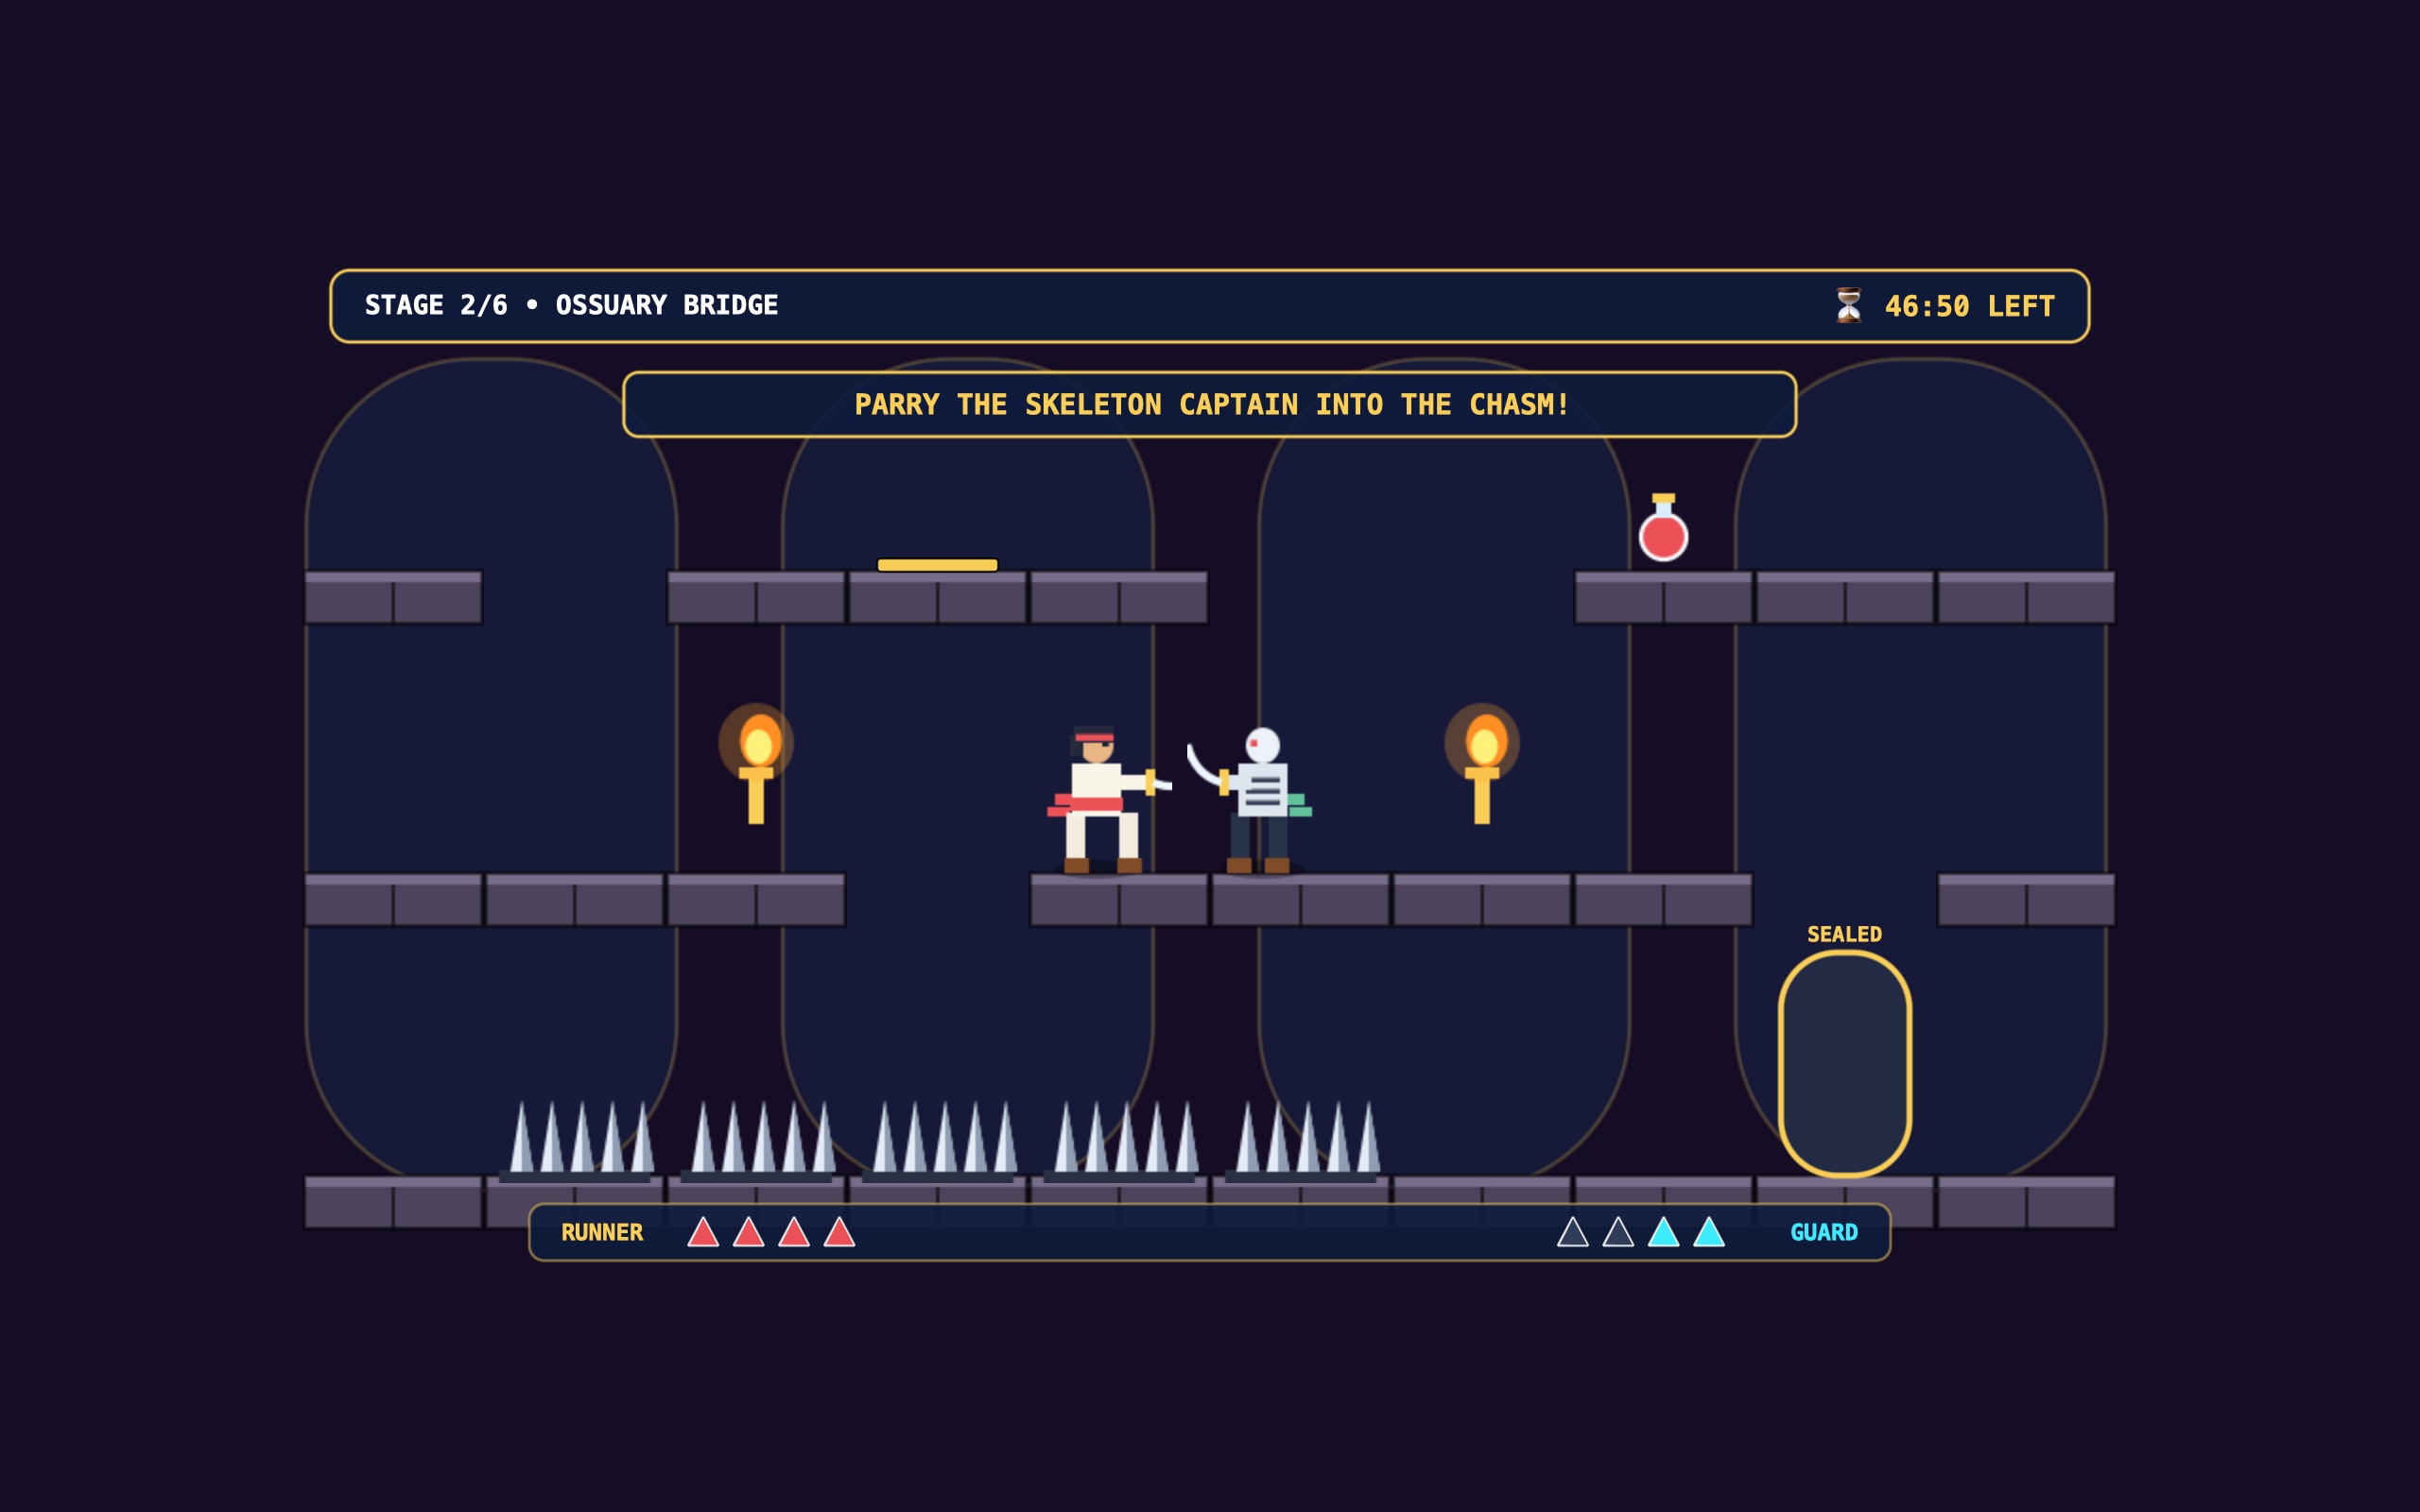 STAGE 2/6 • OSSUARY BRIDGE
⏳ 46:50 LEFT
PARRY THE SKELETON CAPTAIN INTO THE CHASM!
SEALED
RUNNER
GUARD